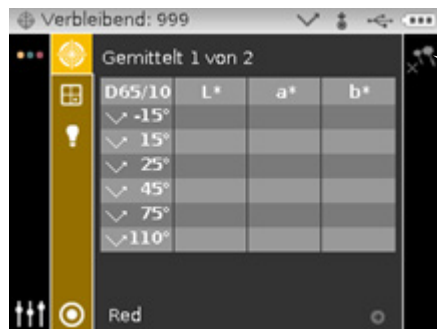 Verbleibend: 999
Gemittelt 1 von 2
D65/10 L* a* b*
-15°
15°
25°
45°
75°
110°
Red